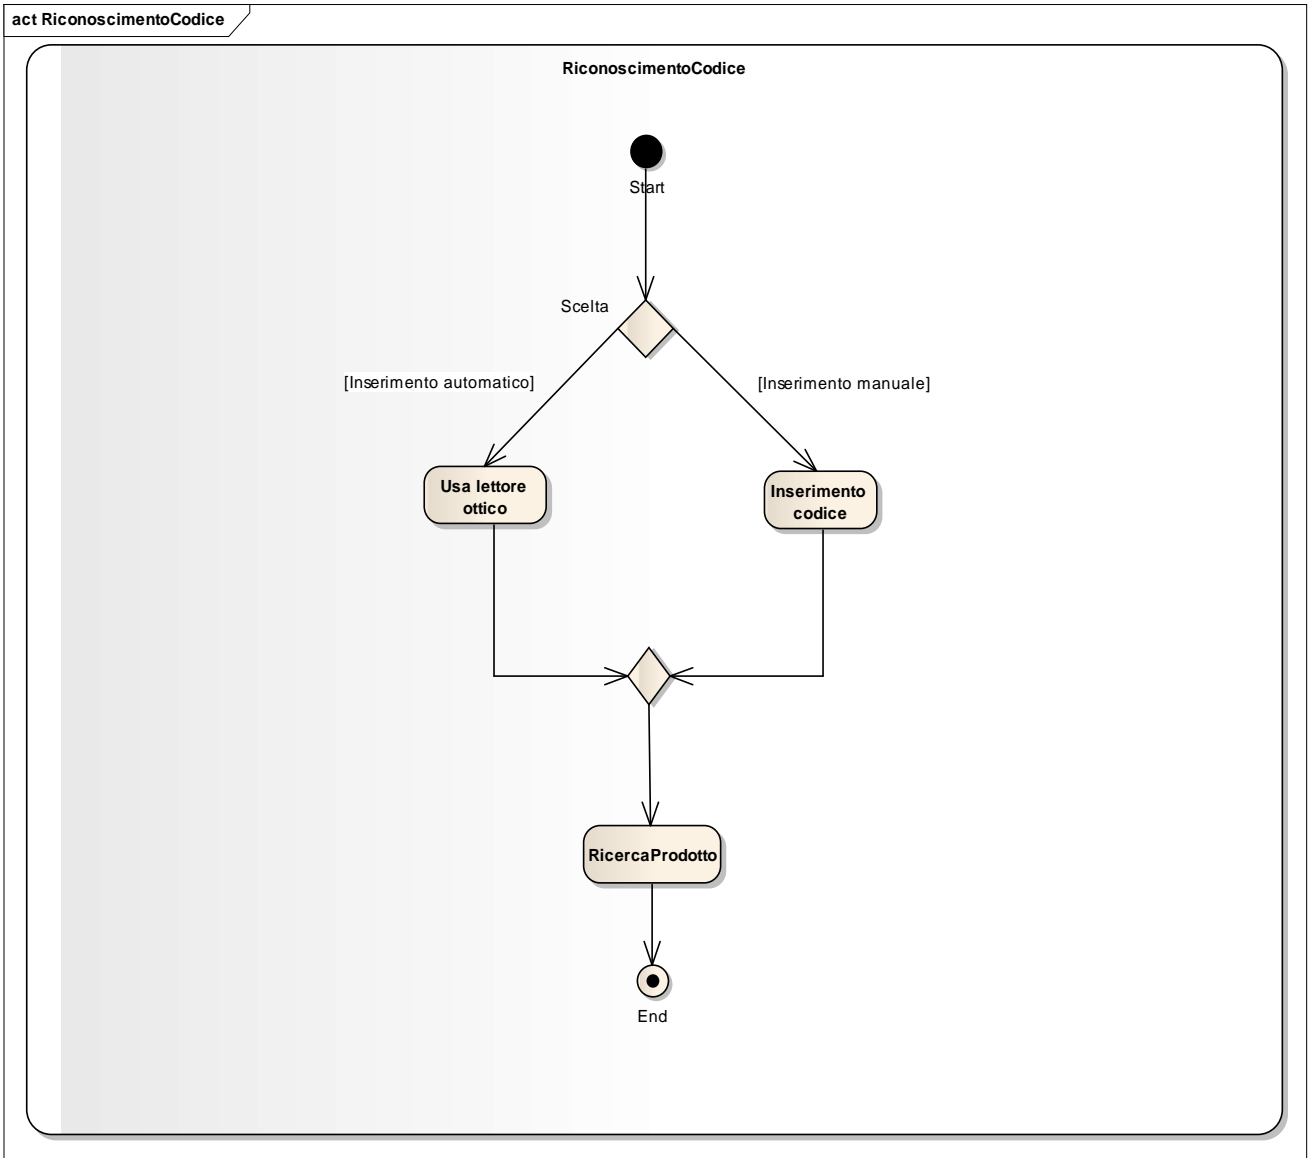 act RiconoscimentoCodice
RiconoscimentoCodice
Start
Scelta
[Inserimento automatico]
[Inserimento manuale]
Usa lettore
ottico
Inserimento
codice
RicercaProdotto
End